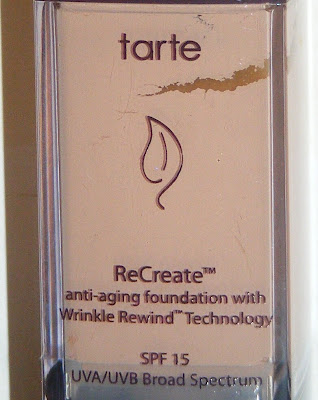 tarte
ReCreate™
anti-aging foundation with
Wrinkle Rewind™ Technology
SPF 15
UVA/UVB Broad Spectrum